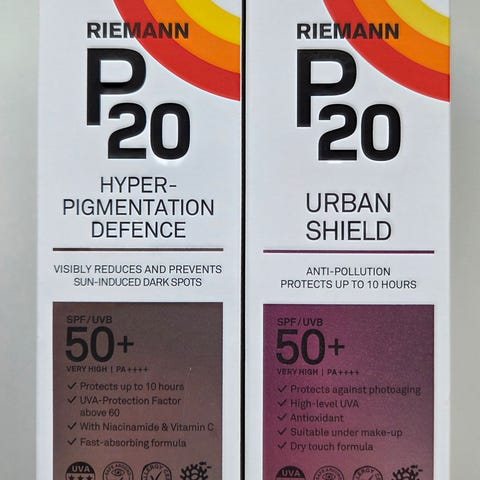 RIEMANN
P20
HYPER-
PIGMENTATION
DEFENCE
VISIBLY REDUCES AND PREVENTS
SUN-INDUCED DARK SPOTS
SPF/UVB
50+
VERY HIGH | PA++++
✓ Protects up to 10 hours
✓ UVA-Protection Factor
above 60
✓ With Niacinamide & Vitamin C
✓ Fast-absorbing formula
UVA
RIEMANN
P20
URBAN
SHIELD
ANTI-POLLUTION
PROTECTS UP TO 10 HOURS
SPF/UVB
50+
VERY HIGH | PA++++
✓ Protects against photoaging
✓ High-level UVA
✓ Antioxidant
✓ Suitable under make-up
✓ Dry touch formula
UVA